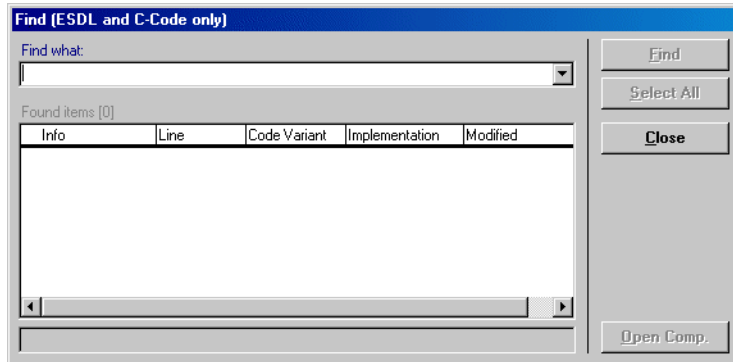 Find (ESDL and C-Code only)
Find what:
Find
Select All
Found items [0]
Info Line Code Variant Implementation Modified
Close
Open Comp.